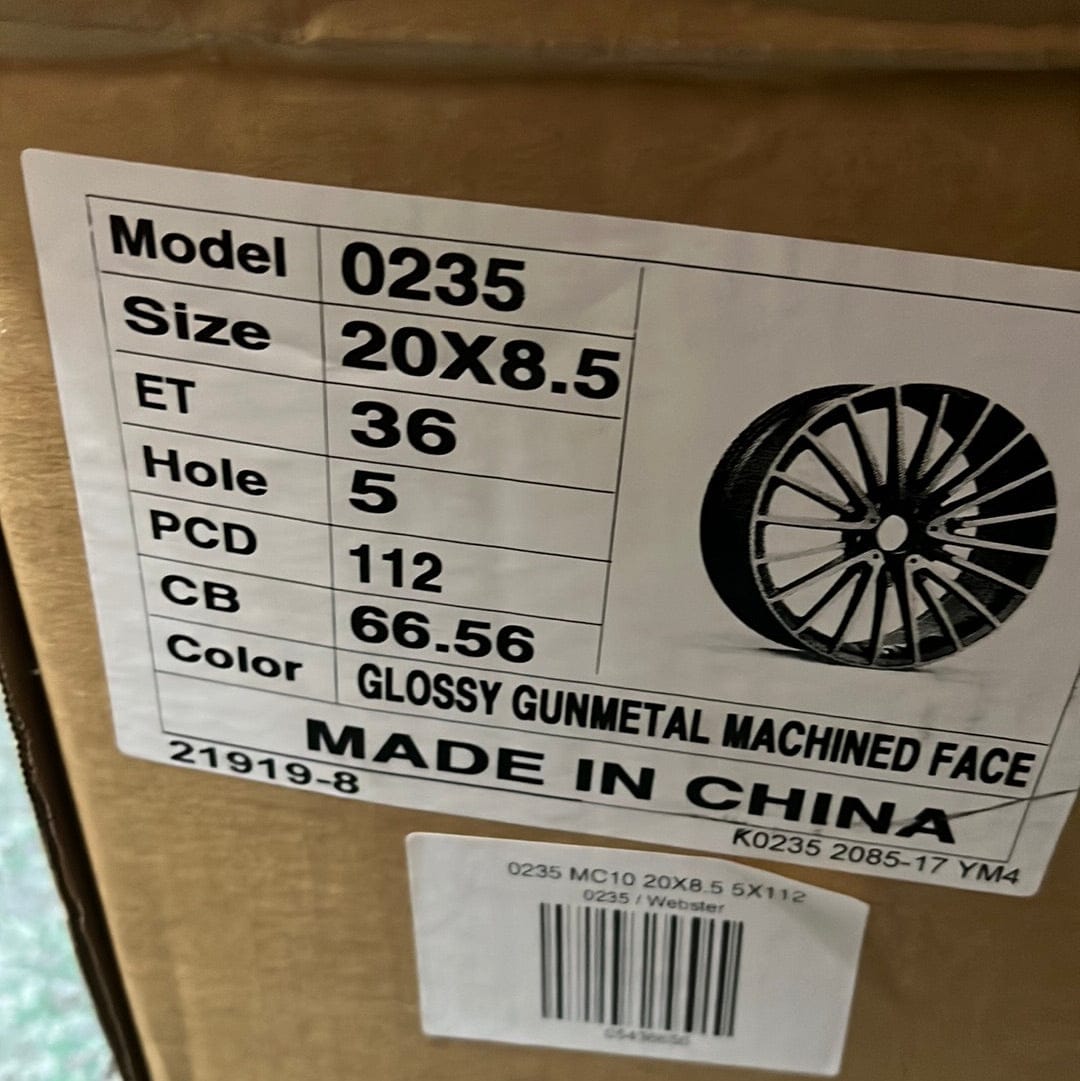 Model 0235
Size 20X8.5
ET 36
Hole 5
PCD 112
CB 66.56
Color GLOSSY GUNMETAL MACHINED FACE
MADE IN CHINA
21919-8
K0235 2085-17 YM4
0235 MC10 20X8.5 5X112
0235 / Webster